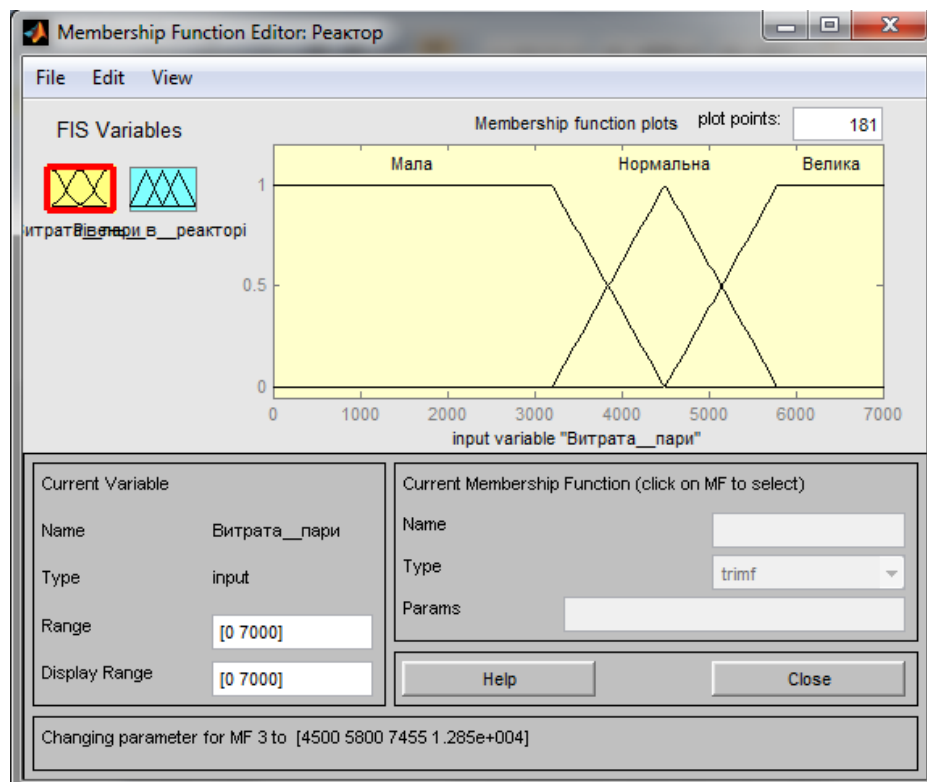 Membership Function Editor: Реактор
File Edit View
FIS Variables
Membership function plots plot points: 181
Мала Нормальна Велика
1
0.5
0
в__реакторі
0 1000 2000 3000 4000 5000 6000 7000
input variable "Витрата__пари"
Current Variable
Name Витрата__пари
Type input
Range [0 7000]
Display Range [0 7000]
Current Membership Function (click on MF to select)
Name
Type trimf
Params
Help Close
Changing parameter for MF 3 to [4500 5800 7455 1.285e+004]